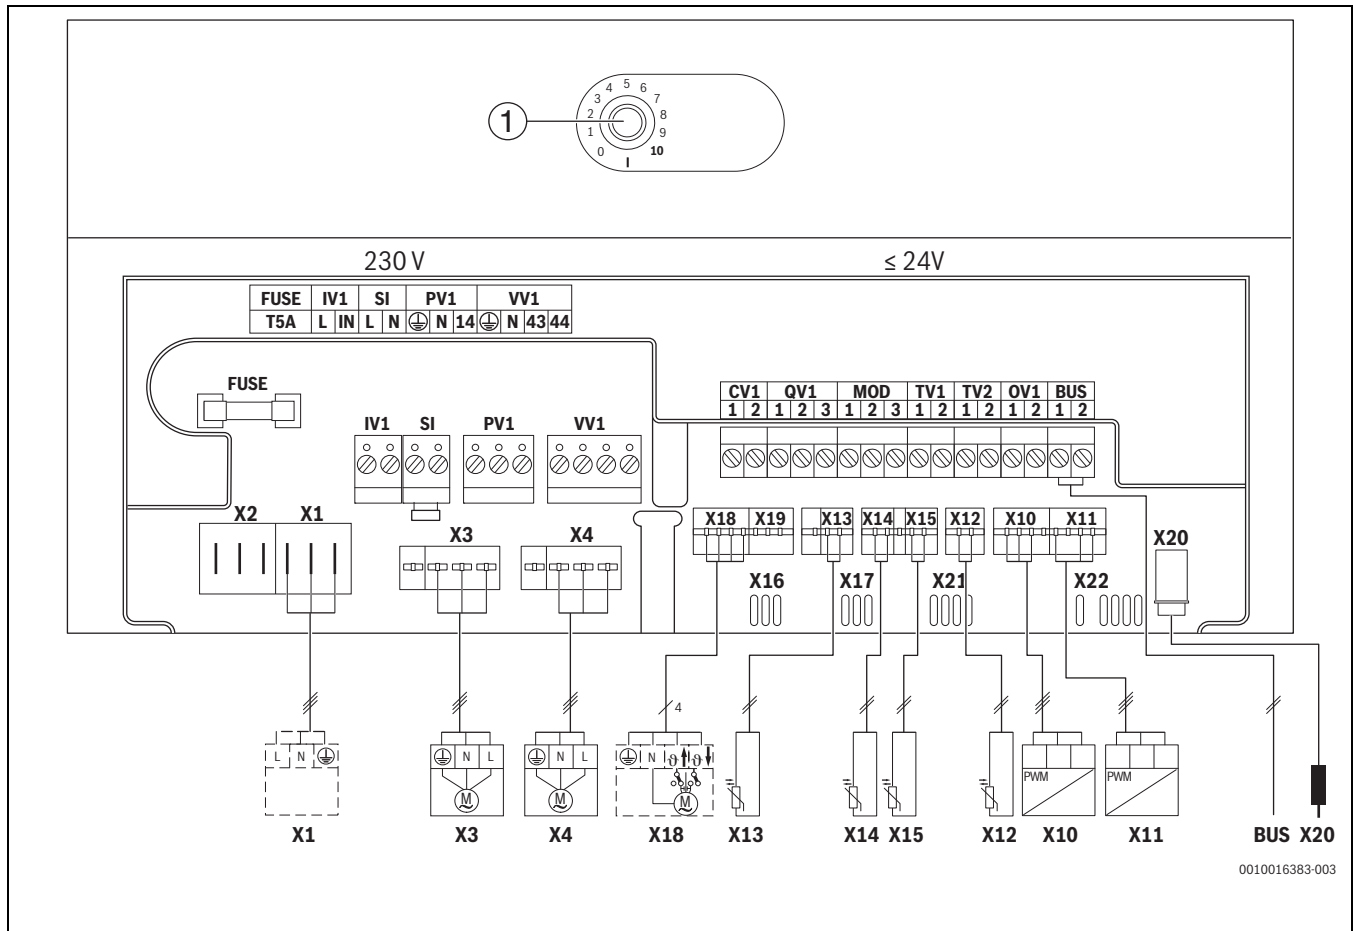 4 5 6
3 7
2 8
1 9
0 10
I
1
230 V ≤ 24V
FUSE IV1 SI PV1 VV1
T5A L IN L N N 14 N 43 44
FUSE
CV1 QV1 MOD TV1 TV2 OV1 BUS
1 2 1 2 3 1 2 3 1 2 1 2 1 2 1 2
IV1 SI PV1 VV1
X2 X1
X18 X19 X13 X14 X15 X12 X10 X11
X3 X4 X20
X16 X17 X21 X22
4
L N
N L
N L
N ϑ ϑ
M
M
M
PWM
PWM
X1 X3 X4 X18 X13 X14 X15 X12 X10 X11 BUS X20
0010016383-003